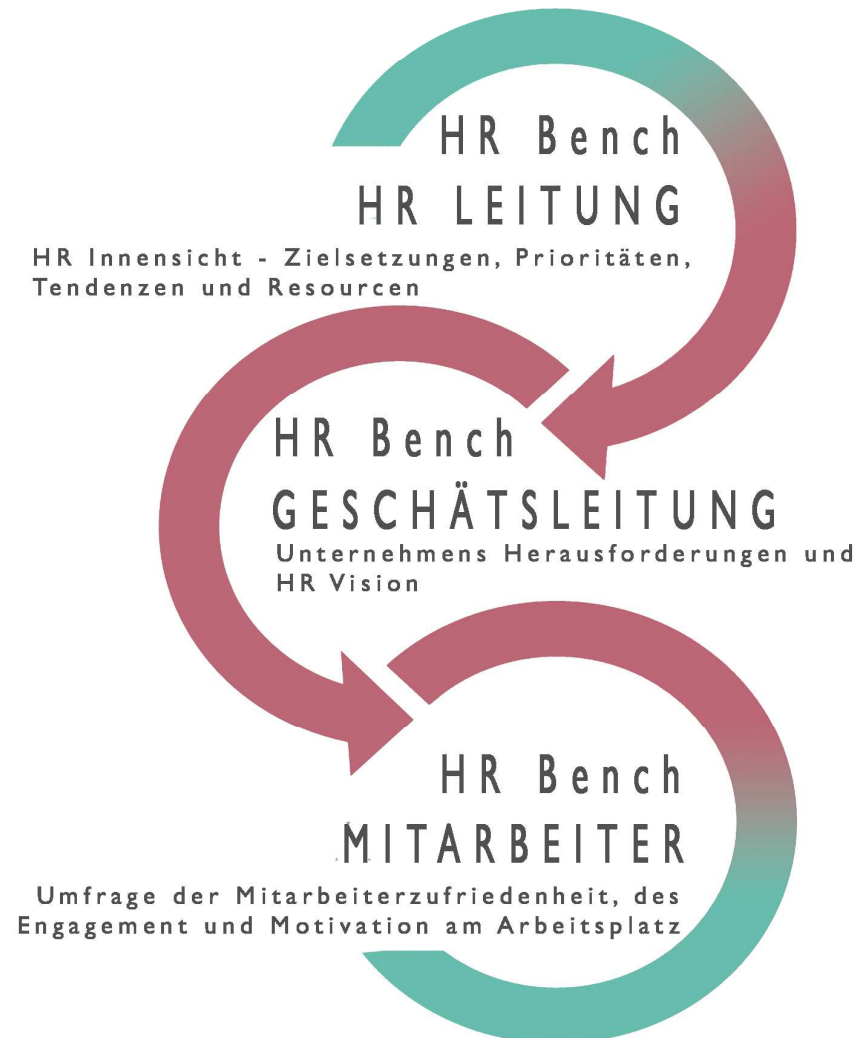 HR Bench
HR LEITUNG
HR Innensicht - Zielsetzungen, Prioritäten,
Tendenzen und Resourcen
HR Bench
GESCHÄTSLEITUNG
Unternehmens Herausforderungen und
HR Vision
HR Bench
MITARBEITER
Umfrage der Mitarbeiterzufriedenheit, des
Engagement und Motivation am Arbeitsplatz